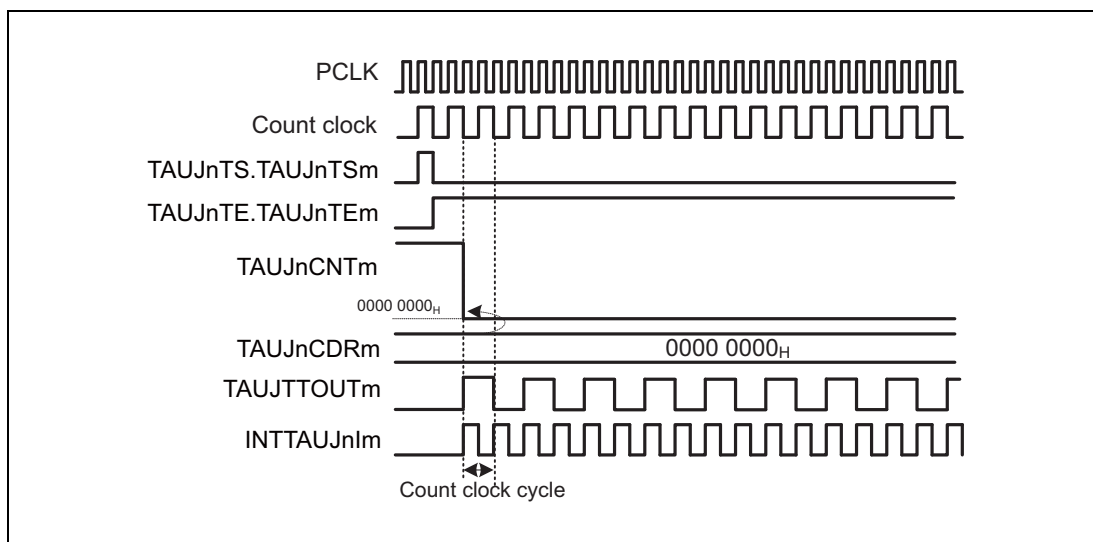 PCLK
Count clock
TAUJnTS.TAUJnTSm
TAUJnTE.TAUJnTEm
TAUJnCNTm
0000 0000H
TAUJnCDRm
0000 0000H
TAUJTTOUTm
INTTAUJnIm
Count clock cycle